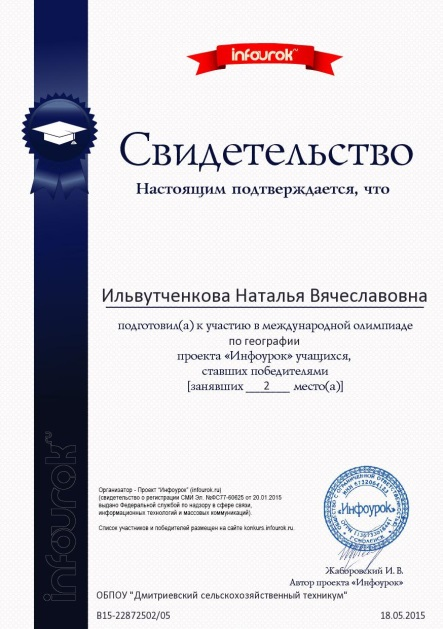 infourok
Свидетельство
Настоящим подтверждается, что
Ильвутченкова Наталья Вячеславовна
подготовил(а) к участию в международной олимпиаде
по географии
проекта «Инфоурок» учащихся,
ставших победителями
[занявших 2 место(а)]
infourok
Организатор - Проект "Инфоурок" (infourok.ru)
(свидетельство о регистрации СМИ Эл. №ФС77-60625 от 20.01.2015
выдано Федеральной службой по надзору в сфере связи,
информационных технологий и массовых коммуникаций).
Список участников и победителей размещен на сайте konkurs.infourok.ru.
«Инфоурок»
Жаборовский И. В.
Автор проекта «Инфоурок»
ОБПОУ "Дмитриевский сельскохозяйственный техникум"
В15-22872502/05
18.05.2015